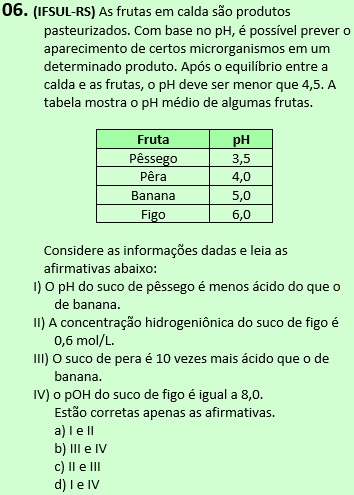 06. (IFSUL-RS) As frutas em calda são produtos
pasteurizados. Com base no pH, é possível prever o
aparecimento de certos microrganismos em um
determinado produto. Após o equilíbrio entre a
calda e as frutas, o pH deve ser menor que 4,5. A
tabela mostra o pH médio de algumas frutas.
Fruta pH
Pêssego 3,5
Pêra 4,0
Banana 5,0
Figo 6,0
Considere as informações dadas e leia as
afirmativas abaixo:
I) O pH do suco de pêssego é menos ácido do que o
de banana.
II) A concentração hidrogeniônica do suco de figo é
0,6 mol/L.
III) O suco de pera é 10 vezes mais ácido que o de
banana.
IV) o pOH do suco de figo é igual a 8,0.
Estão corretas apenas as afirmativas.
a) I e II
b) III e IV
c) II e III
d) I e IV